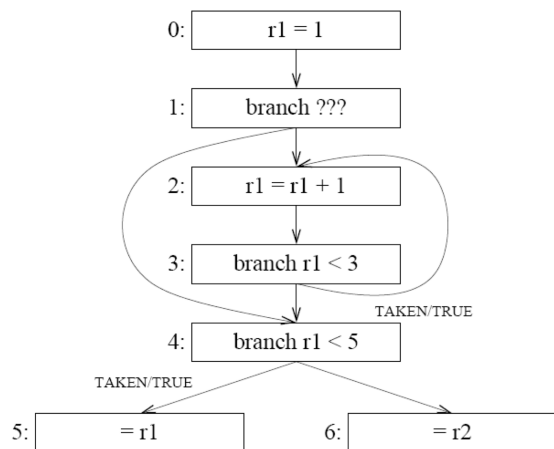 0: r1 = 1
1: branch ???
2: r1 = r1 + 1
3: branch r1 < 3
TAKEN/TRUE
4: branch r1 < 5
TAKEN/TRUE
5: = r1 6: = r2